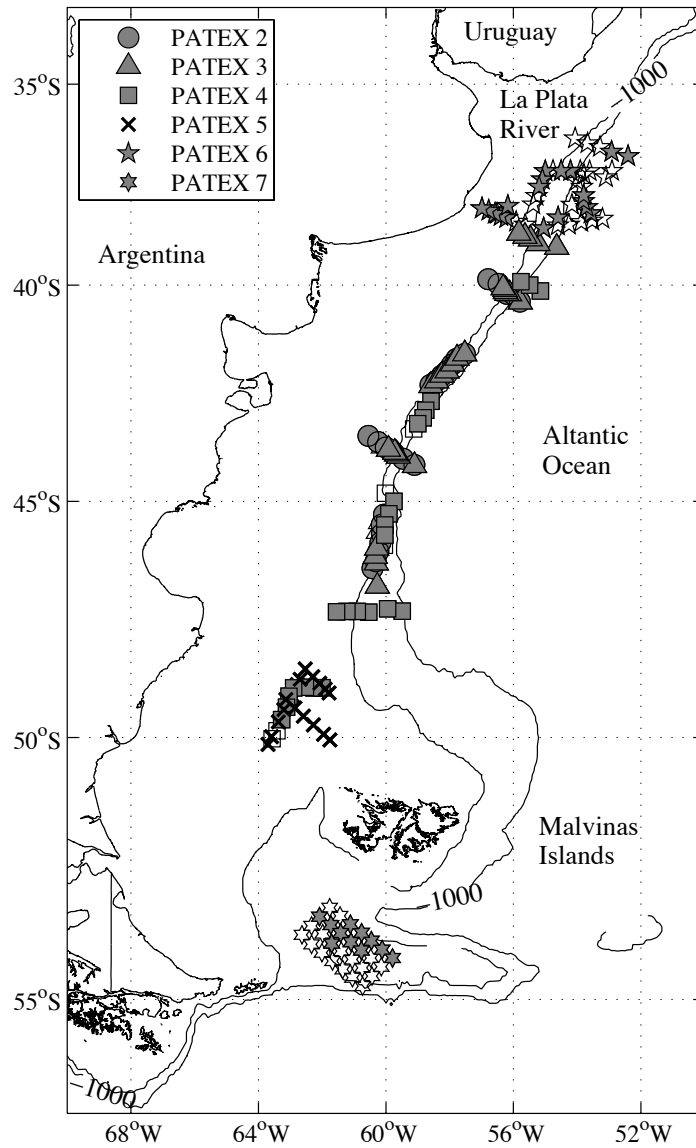 PATEX 2
PATEX 3
PATEX 4
PATEX 5
PATEX 6
PATEX 7
Uruguay
−1000
La Plata
River
35°S
Argentina
40°S
Altantic
Ocean
45°S
50°S
Malvinas
Islands
−1000
55°S
−1000
68°W
64°W
60°W
56°W
52°W